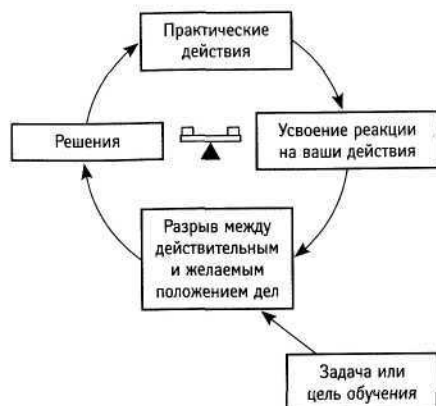 Практические
действия
Решения
Усвоение реакции
на ваши действия
Разрыв между
действительным
и желаемым
положением дел
Задача или
цель обучения